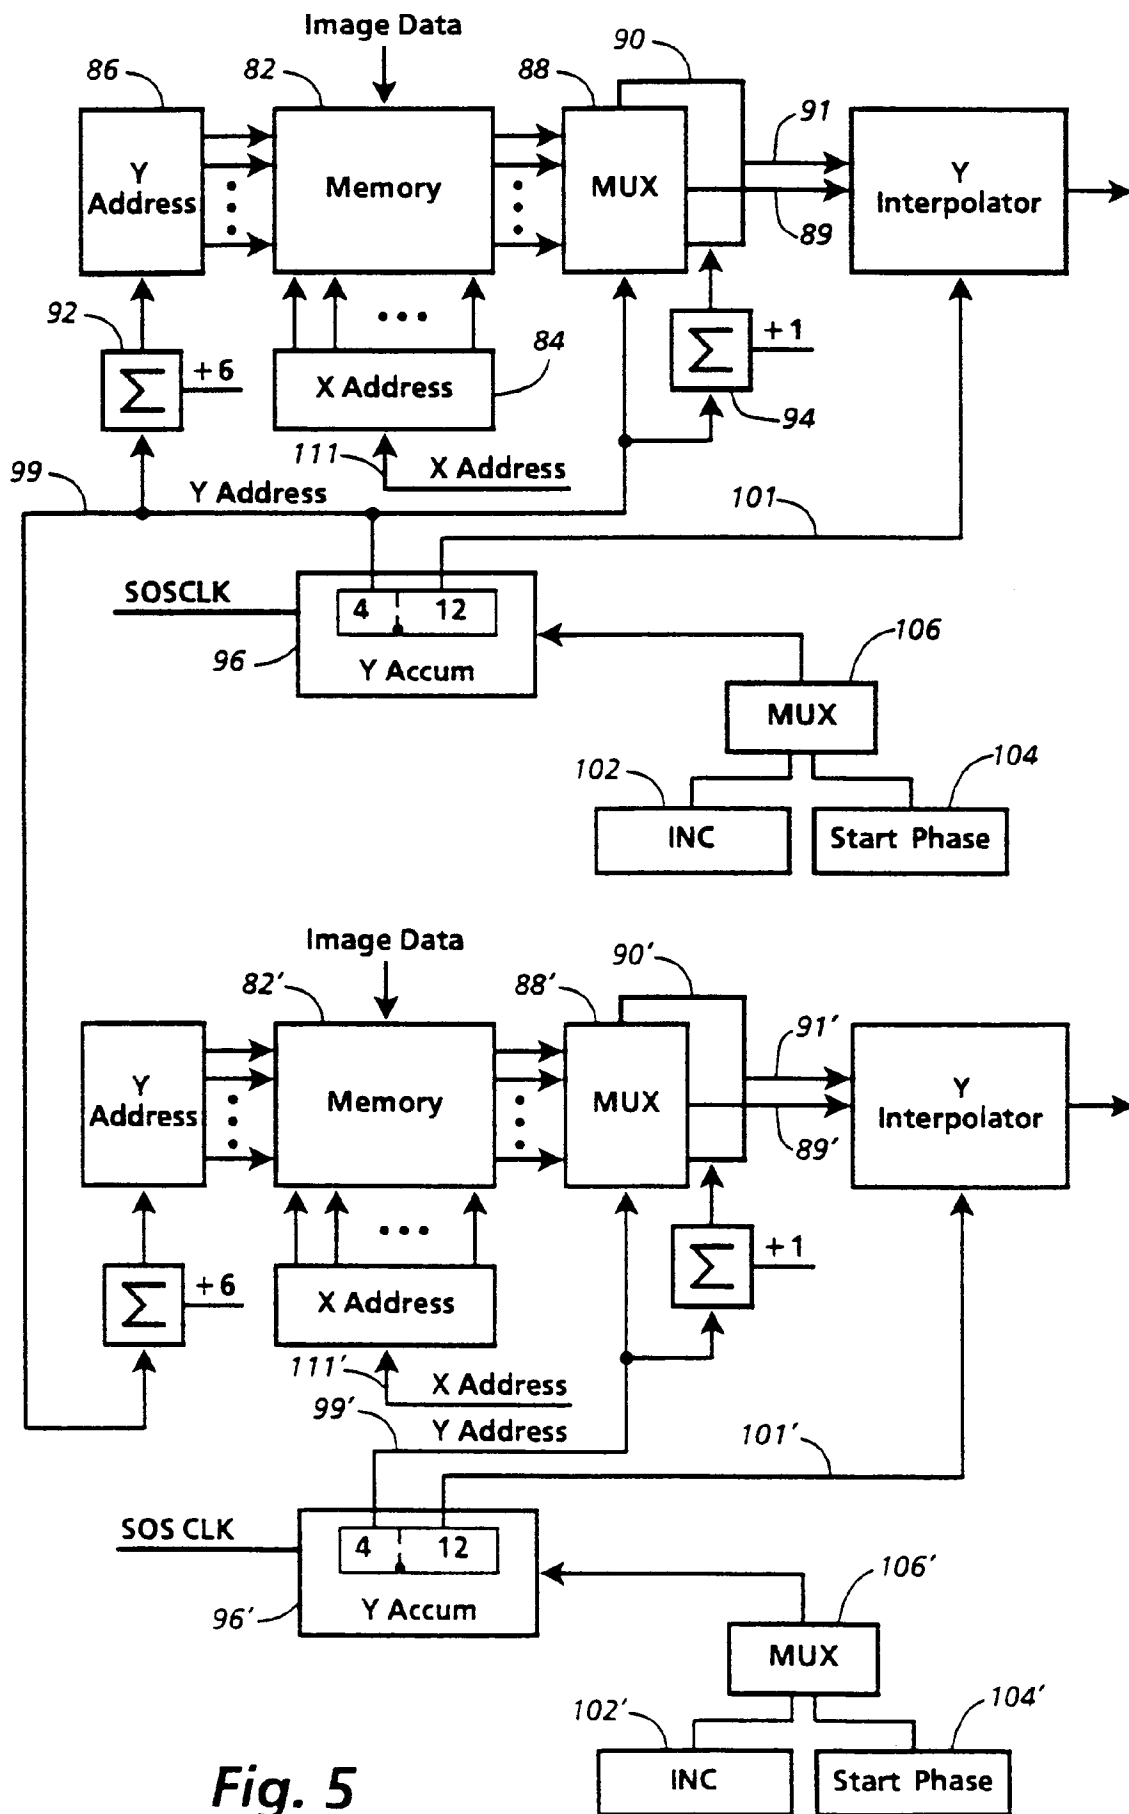 Image Data
86
82
88
90
91
Y
Address
Memory
MUX
Y
Interpolator
89
92
+6
Σ
X Address
84
+1
Σ
94
99
Y Address
111
X Address
101
SOSCLK
4
12
96
Y Accum
106
MUX
102
104
INC
Start Phase
Image Data
82′
88′
90′
91′
Y
Address
Memory
MUX
Y
Interpolator
89′
+6
Σ
X Address
+1
Σ
111′
X Address
99′
Y Address
101′
SOS CLK
4
12
96′
Y Accum
106′
MUX
102′
104′
INC
Start Phase
Fig. 5